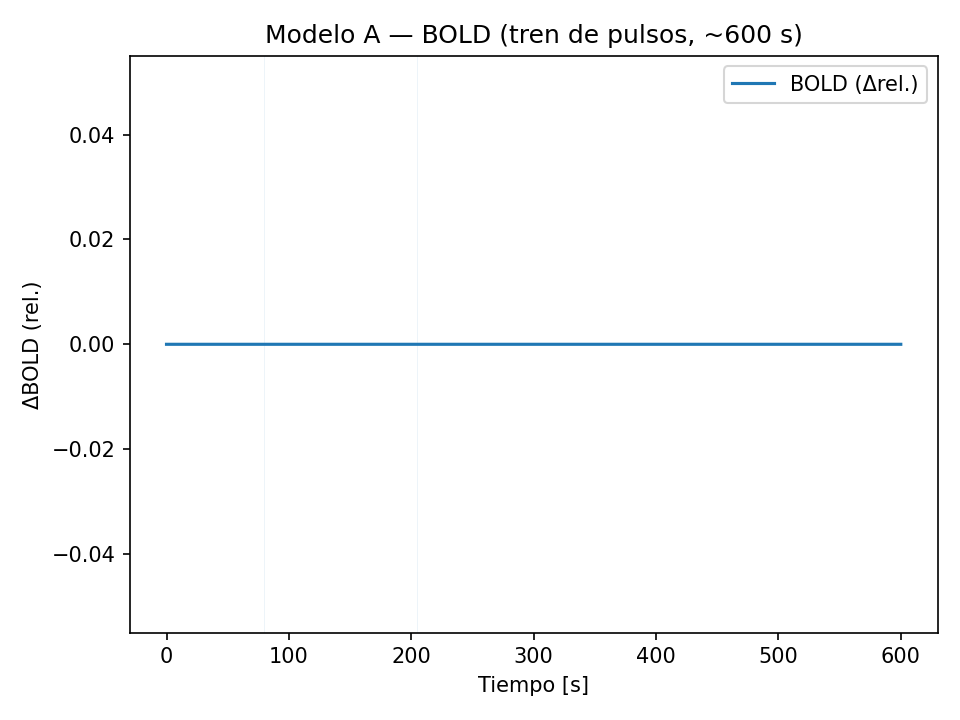 Modelo A — BOLD (tren de pulsos, ~600 s)
BOLD (Δrel.)
ΔBOLD (rel.)
0.04
0.02
0.00
−0.02
−0.04
0 100 200 300 400 500 600
Tiempo [s]